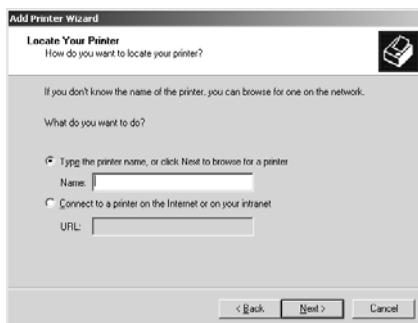 Add Printer Wizard
Locate Your Printer
How do you want to locate your printer?
If you don't know the name of the printer, you can browse for one on the network.
What do you want to do?
Type the printer name, or click Next to browse for a printer
Name:
Connect to a printer on the Internet or on your intranet
URL:
< Back
Next >
Cancel